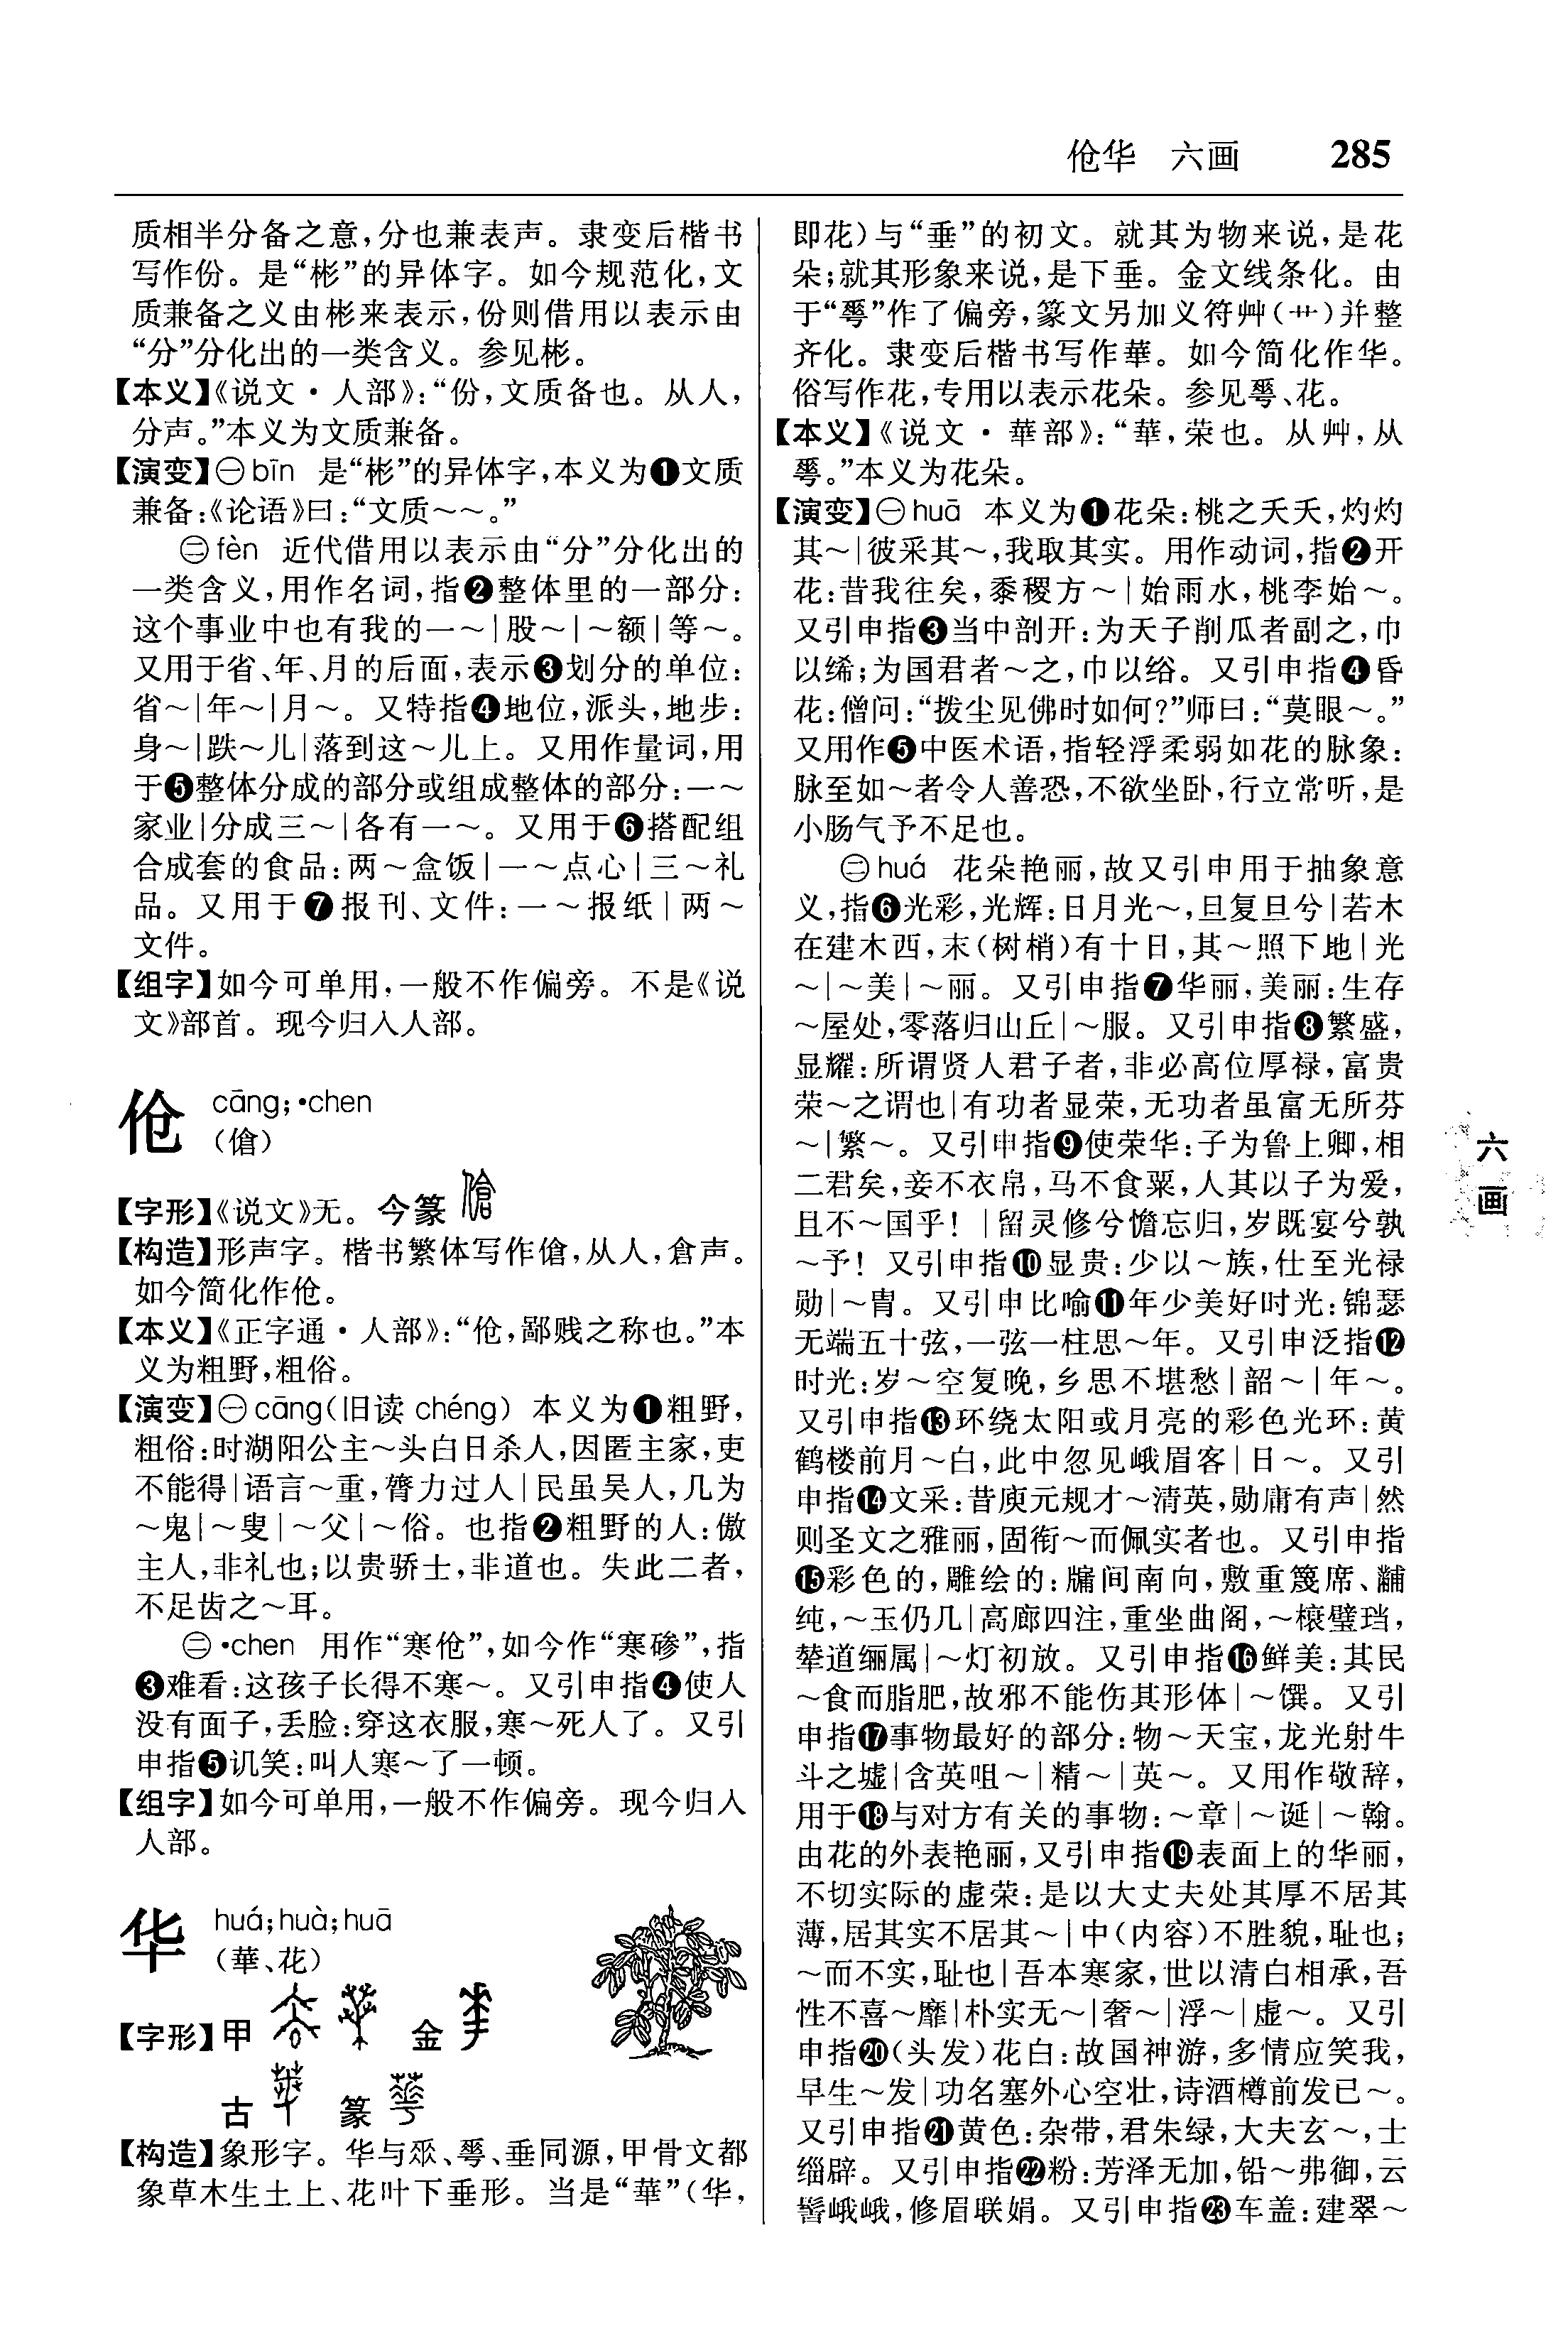 伧华 六画 285
质相半分备之意,分也兼表声。隶变后楷书
写作份。是“彬”的异体字。如今规范化,文
质兼备之义由彬来表示,份则借用以表示由
“分”分化出的一类含义。参见彬。
【本义】《说文·人部》:“份,文质备也。从人,
分声。”本义为文质兼备。
【演变】㊀bīn 是“彬”的异体字,本义为❶文质
兼备:《论语》曰:“文质～～。”
㊁fèn 近代借用以表示由“分”分化出的
一类含义,用作名词,指❷整体里的一部分:
这个事业中也有我的一～|股～|～额|等～。
又用于省、年、月的后面,表示❸划分的单位:
省～|年～|月～。又特指❹地位,派头,地步:
身～|跌～儿|落到这～儿上。又用作量词,用
于❺整体分成的部分或组成整体的部分:一～
家业|分成三～|各有一～。又用于❻搭配组
合成套的食品:两～盒饭|一～点心|三～礼
品。又用于❼报刊、文件:一～报纸|两～
文件。
【组字】如今可单用,一般不作偏旁。不是《说
文》部首。现今归入人部。
伧 cāng;·chen
(傖)
【字形】《说文》无。今篆
【构造】形声字。楷书繁体写作傖,从人,倉声。
如今简化作伧。
【本义】《正字通·人部》:“伧,鄙贱之称也。”本
义为粗野,粗俗。
【演变】㊀cāng(旧读 chéng) 本义为❶粗野,
粗俗:时湖阳公主～头白日杀人,因匿主家,吏
不能得|语言～重,膂力过人|民虽吴人,几为
～鬼|～叟|～父|～俗。也指❷粗野的人:傲
主人,非礼也;以贵骄士,非道也。失此二者,
不足齿之～耳。
㊁·chen 用作“寒伧”,如今作“寒碜”,指
❸难看:这孩子长得不寒～。又引申指❹使人
没有面子,丢脸:穿这衣服,寒～死人了。又引
申指❺讥笑:叫人寒～了一顿。
【组字】如今可单用,一般不作偏旁。现今归入
人部。
华 huá;huà;huā
(華、花)
【字形】甲 金
古 篆
【构造】象形字。华与𠂹、䔢、垂同源,甲骨文都
象草木生土上、花叶下垂形。当是“華”(华,
即花)与“垂”的初文。就其为物来说,是花
朵;就其形象来说,是下垂。金文线条化。由
于“䔢”作了偏旁,篆文另加义符艸(艹)并整
齐化。隶变后楷书写作華。如今简化作华。
俗写作花,专用以表示花朵。参见䔢、花。
【本义】《说文·華部》:“華,荣也。从艸,从
䔢。”本义为花朵。
【演变】㊀huā 本义为❶花朵:桃之夭夭,灼灼
其～|彼采其～,我取其实。用作动词,指❷开
花:昔我往矣,黍稷方～|始雨水,桃李始～。
又引申指❸当中剖开:为天子削瓜者副之,巾
以𫄨;为国君者～之,巾以绤。又引申指❹昏
花:僧问:“拨尘见佛时如何?”师曰:“莫眼～。”
又用作❺中医术语,指轻浮柔弱如花的脉象:
脉至如～者令人善恐,不欲坐卧,行立常听,是
小肠气予不足也。
㊁huá 花朵艳丽,故又引申用于抽象意
义,指❻光彩,光辉:日月光～,旦复旦兮|若木
在建木西,末(树梢)有十日,其～照下地|光
～|～美|～丽。又引申指❼华丽,美丽:生存
～屋处,零落归山丘|～服。又引申指❽繁盛,
显耀:所谓贤人君子者,非必高位厚禄,富贵
荣～之谓也|有功者显荣,无功者虽富无所芬
～|繁～。又引申指❾使荣华:子为鲁上卿,相
二君矣,妾不衣帛,马不食粟,人其以子为爱,
且不～国乎! |留灵修兮憺忘归,岁既宴兮孰
～予! 又引申指❿显贵:少以～族,仕至光禄
勋|～胄。又引申比喻⓫年少美好时光:锦瑟
无端五十弦,一弦一柱思～年。又引申泛指⓬
时光:岁～空复晚,乡思不堪愁|韶～|年～。
又引申指⓭环绕太阳或月亮的彩色光环:黄
鹤楼前月～白,此中忽见峨眉客|日～。又引
申指⓮文采:昔庾元规才～清英,勋庸有声|然
则圣文之雅丽,固衔～而佩实者也。又引申指
⓯彩色的,雕绘的:牖间南向,敷重篾席、黼
纯,～玉仍几|高廊四注,重坐曲阁,～榱璧珰,
辇道𬙊属|～灯初放。又引申指⓰鲜美:其民
～食而脂肥,故邪不能伤其形体|～馔。又引
申指⓱事物最好的部分:物～天宝,龙光射牛
斗之墟|含英咀～|精～|英～。又用作敬辞,
用于⓲与对方有关的事物:～章|～诞|～翰。
由花的外表艳丽,又引申指⓳表面上的华丽,
不切实际的虚荣:是以大丈夫处其厚不居其
薄,居其实不居其～|中(内容)不胜貌,耻也;
～而不实,耻也|吾本寒家,世以清白相承,吾
性不喜～靡|朴实无～|奢～|浮～|虚～。又引
申指⓴(头发)花白:故国神游,多情应笑我,
早生～发|功名塞外心空壮,诗酒樽前发已～。
又引申指㉑黄色:杂带,君朱绿,大夫玄～,士
缁辟。又引申指㉒粉:芳泽无加,铅～弗御,云
髻峨峨,修眉联娟。又引申指㉓车盖:建翠～
六
画